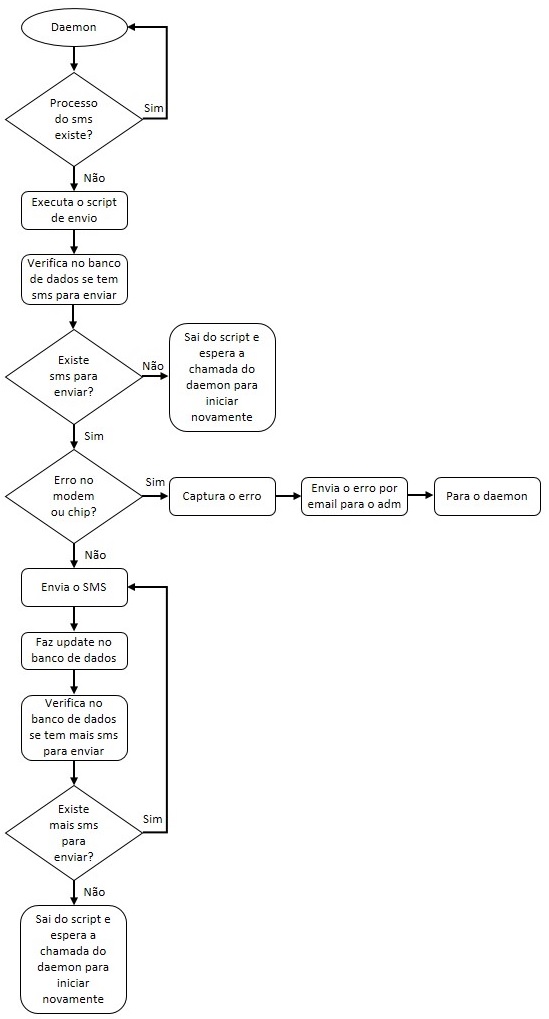 Daemon
Processo
do sms
existe?
Sim
Não
Executa o script
de envio
Verifica no banco
de dados se tem
sms para enviar
Existe
sms para
enviar?
Não
Sai do script e
espera a
chamada do
daemon para
iniciar
novamente
Sim
Erro no
modem
ou chip?
Sim
Captura o erro
Envia o erro por
email para o adm
Para o daemon
Não
Envia o SMS
Faz update no
banco de dados
Verifica no
banco de dados
se tem mais sms
para enviar
Existe
mais sms
para
enviar?
Sim
Não
Sai do script e
espera a
chamada do
daemon para
iniciar
novamente